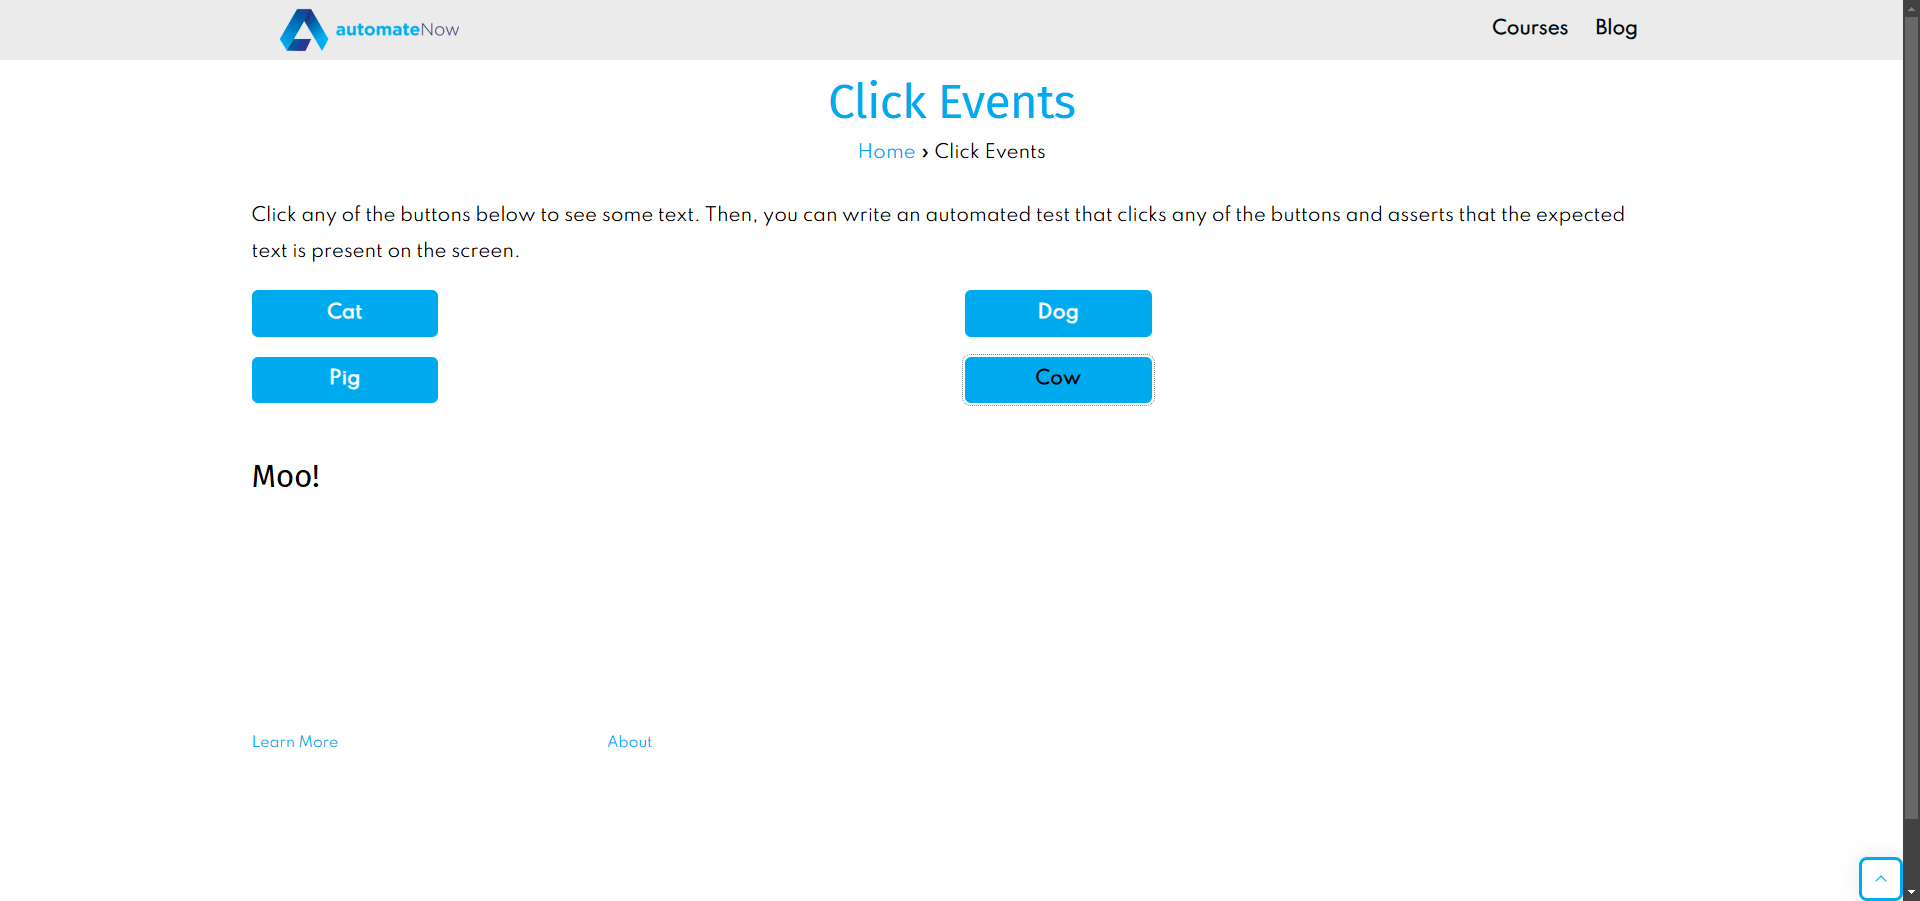 automateNow
Courses Blog
Click Events
Home › Click Events
Click any of the buttons below to see some text. Then, you can write an automated test that clicks any of the buttons and asserts that the expected
text is present on the screen.
Cat
Dog
Pig
Cow
Moo!
Learn More
About